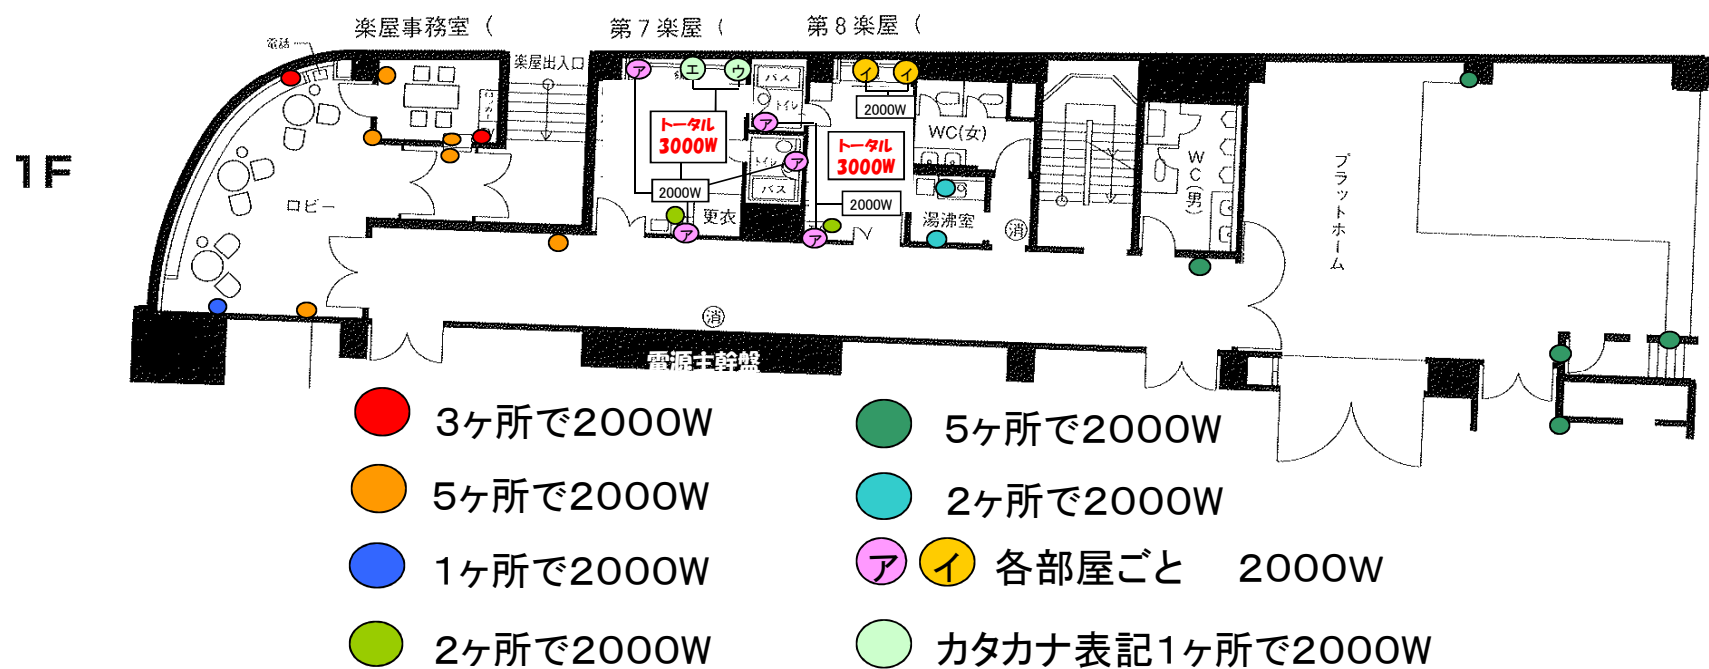 楽屋事務室（
第７楽屋（
第８楽屋（
電話
楽屋出入口
ア
エ
ウ
バス
イ
イ
トイレ
2000W
トータル
3000W
ア
WC(女)
トータル
3000W
トイレ
ア
WC(男)
プラットホーム
1F
2000W
バス
2000W
ロビー
更衣
湯沸室
ア
ア
消
消
電源主幹盤
3ヶ所で2000W
5ヶ所で2000W
5ヶ所で2000W
2ヶ所で2000W
1ヶ所で2000W
ア イ 各部屋ごと 2000W
2ヶ所で2000W
カタカナ表記1ヶ所で2000W